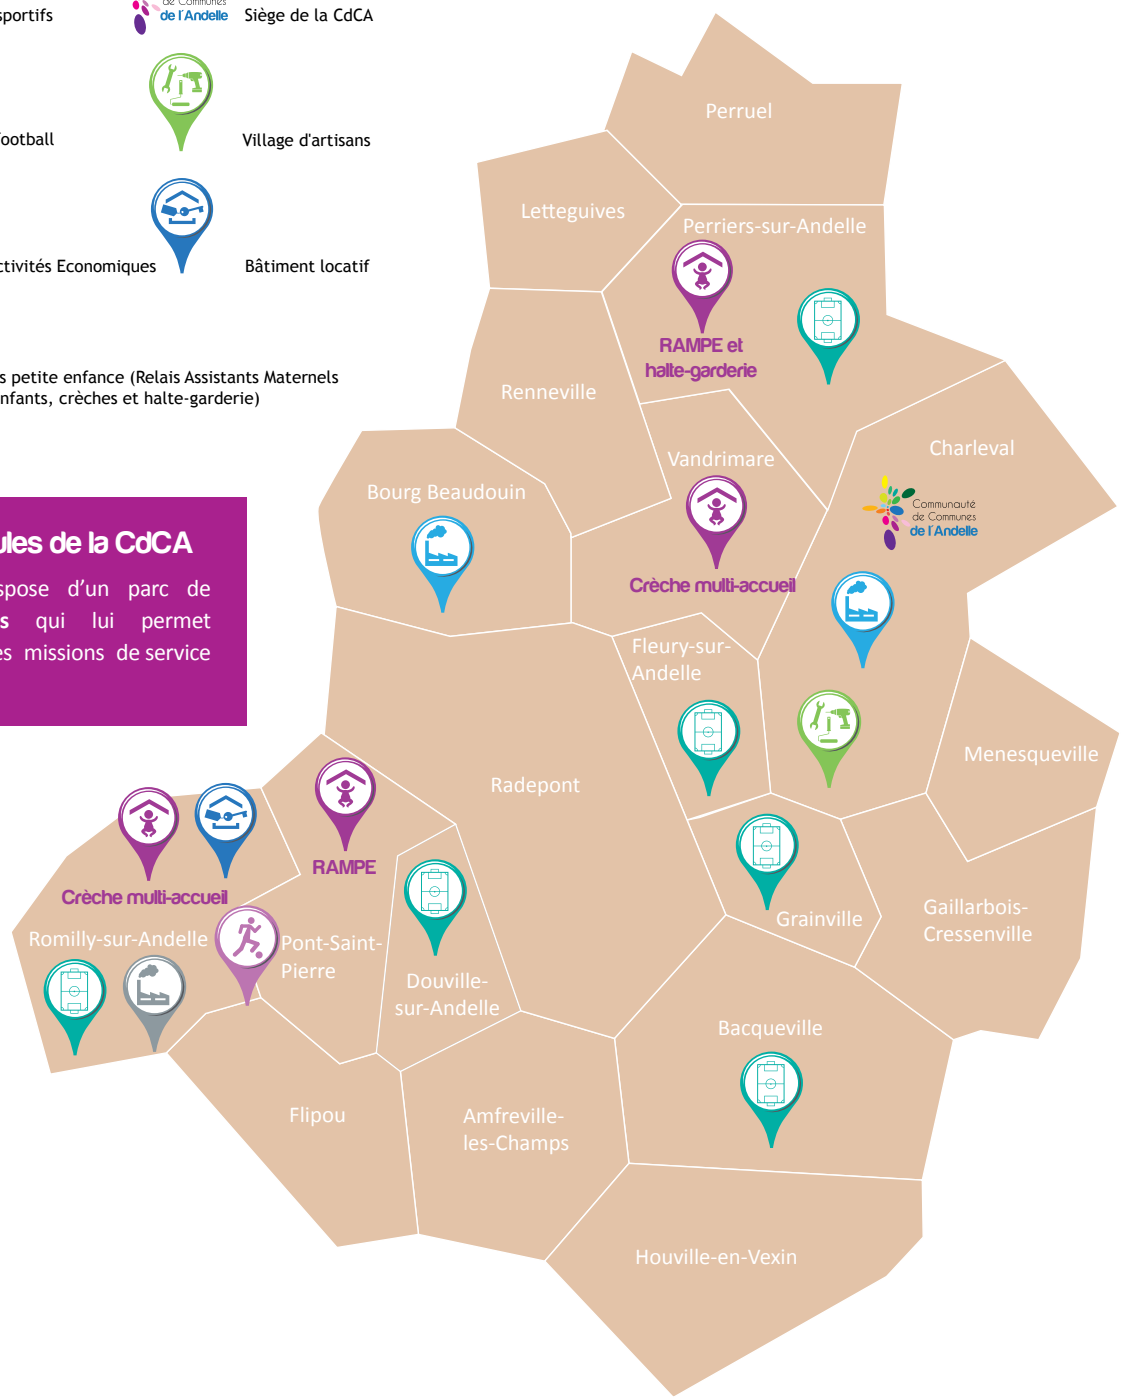 de Communes
de l'Andelle
Siège de la CdCA
Village d'artisans
ctivités Economiques
Bâtiment locatif
s petite enfance (Relais Assistants Maternels
nfants, crèches et halte-garderie)
ules de la CdCA
spose d'un parc de
s qui lui permet
es missions de service
Perruel
Letteguives
Perriers-sur-Andelle
RAMPE et
halte-garderie
Renneville
Vandrimare
Charleval
Bourg Beaudouin
Communauté
de Communes
de l'Andelle
Crèche multi-accueil
Fleury-sur-
Andelle
Menesqueville
Radepont
RAMPE
Crèche multi-accueil
Romilly-sur-Andelle
Pont-Saint-
Pierre
Douville-
sur-Andelle
Grainville
Gaillarbois-
Cressenville
Bacqueville
Flipou
Amfreville-
les-Champs
Houville-en-Vexin